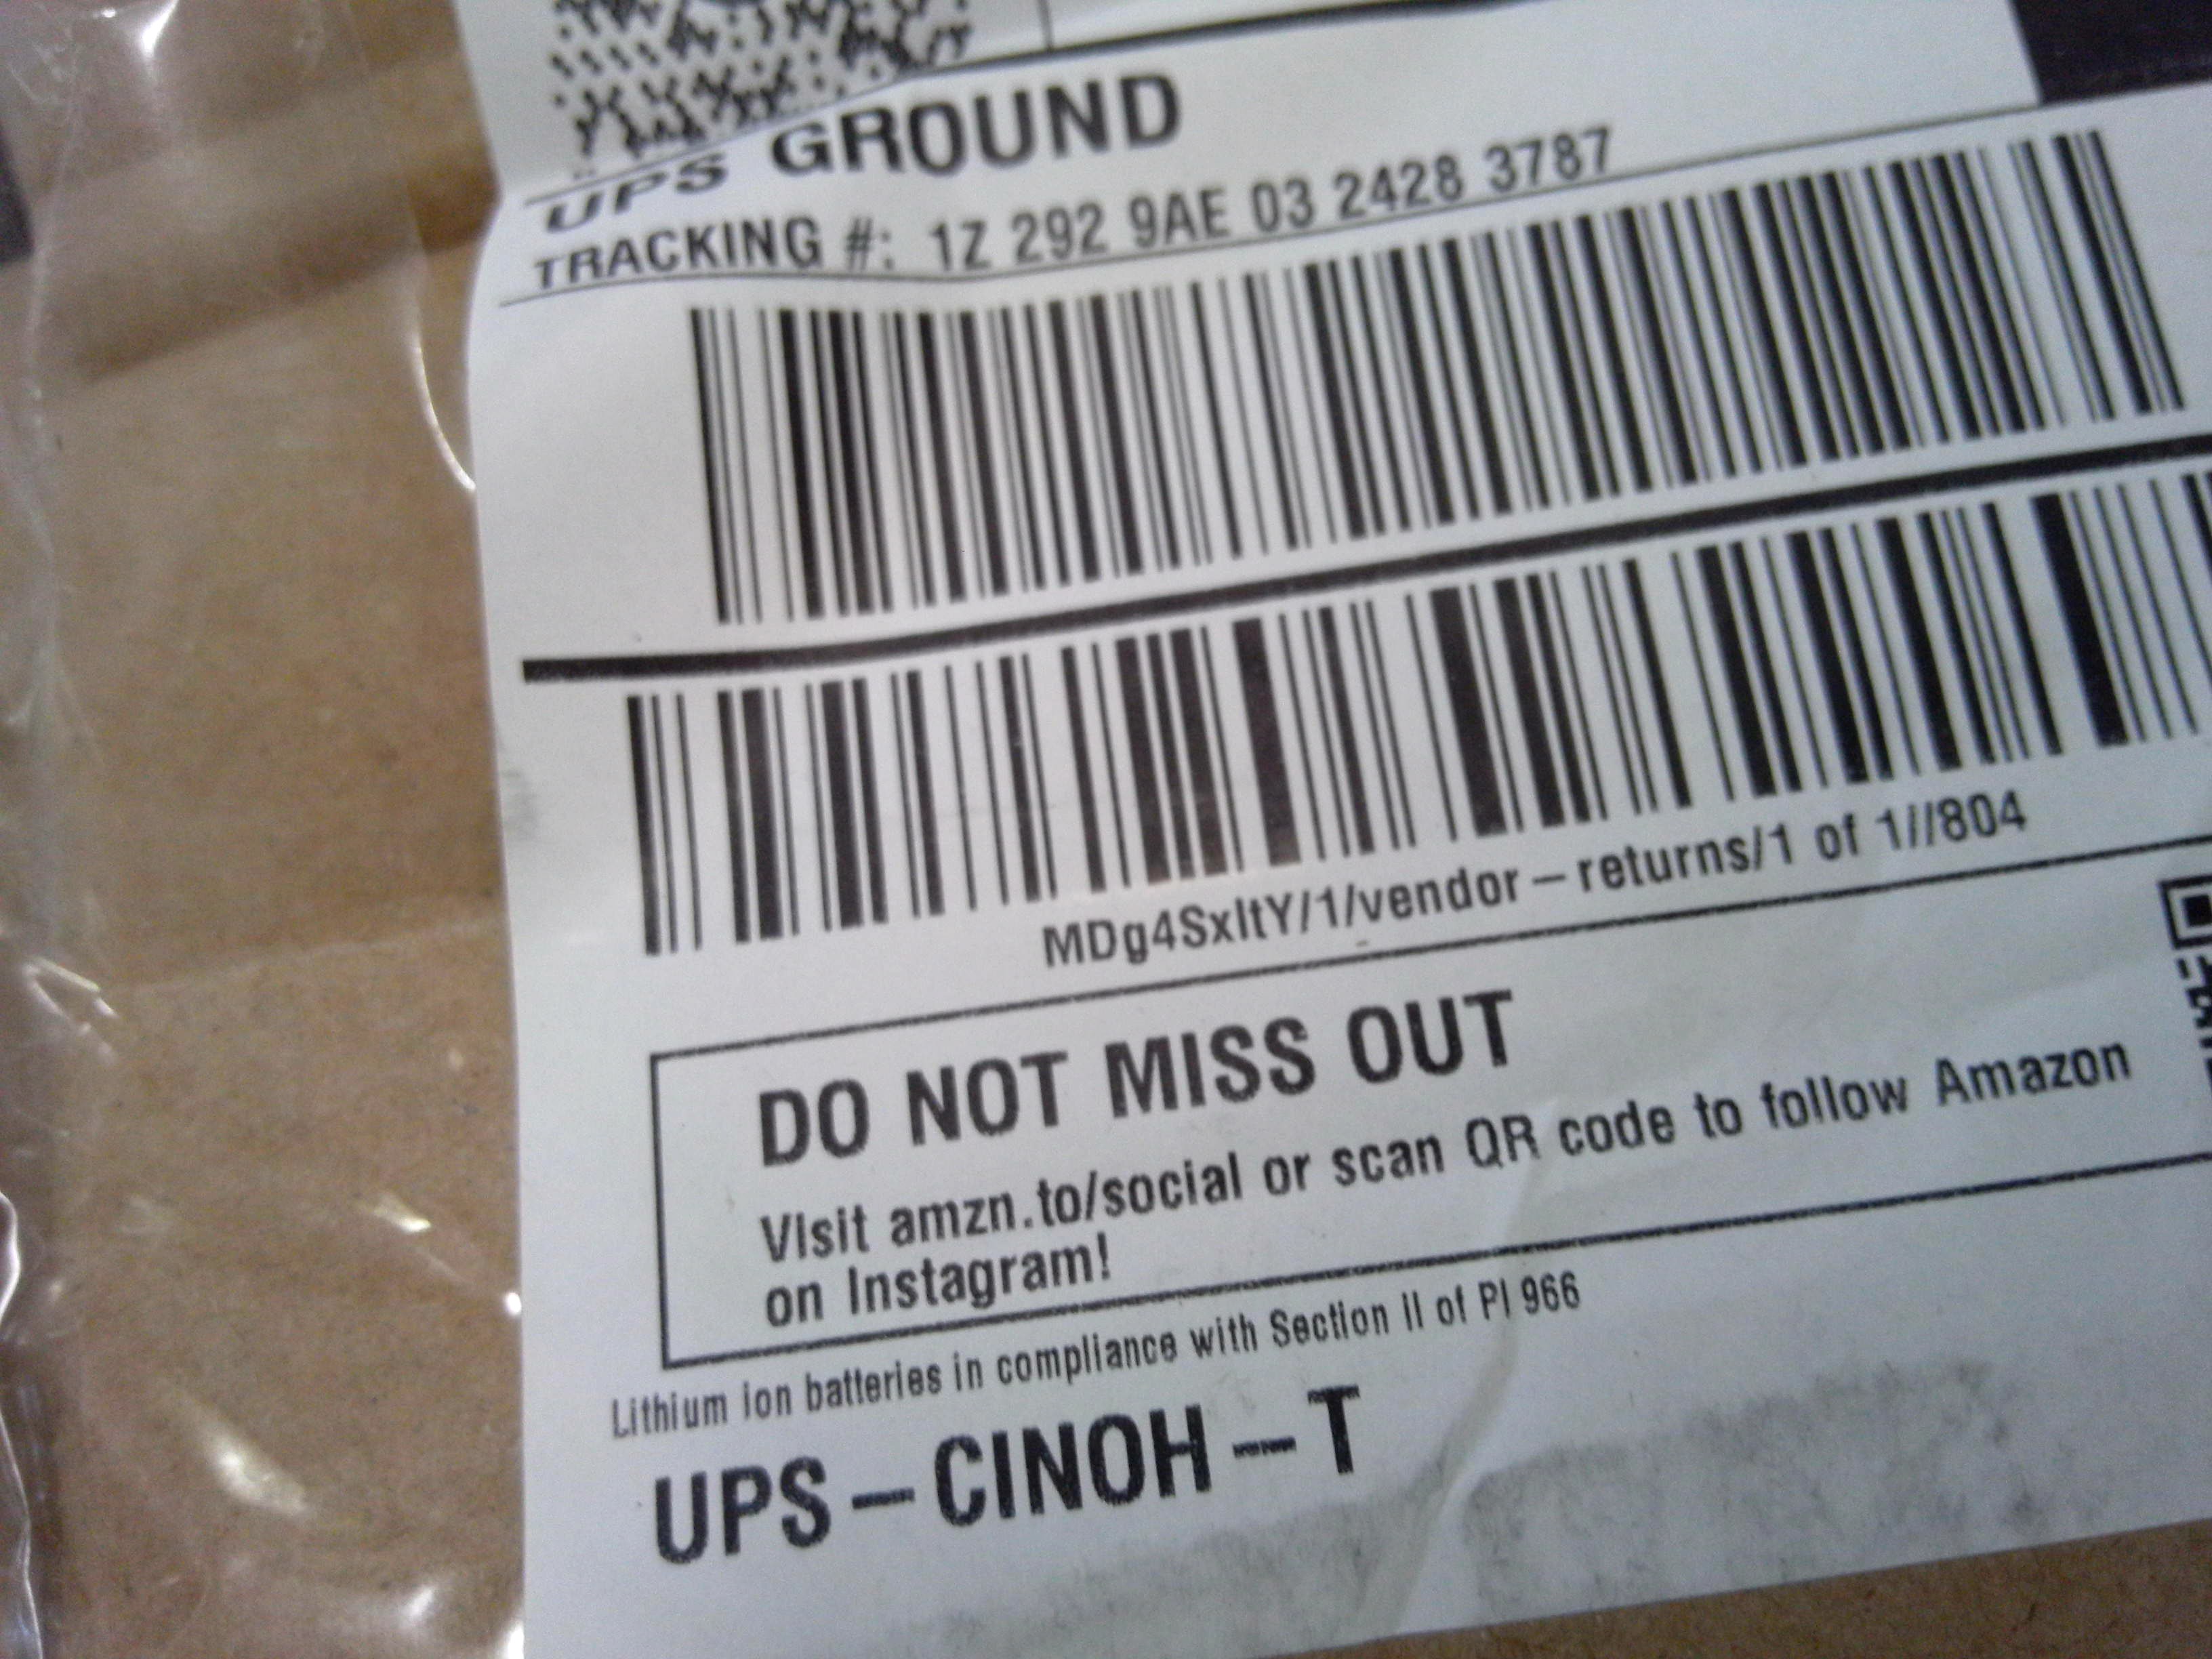 UPS GROUND
TRACKING #: 1Z 292 9AE 03 2428 3787
MDg4SxltY/1/vendor-returns/1 of 1//804
DO NOT MISS OUT
Visit amzn.to/social or scan QR code to follow Amazon
on Instagram!
Lithium ion batteries in compliance with Section II of PI 966
UPS-CINOH-T